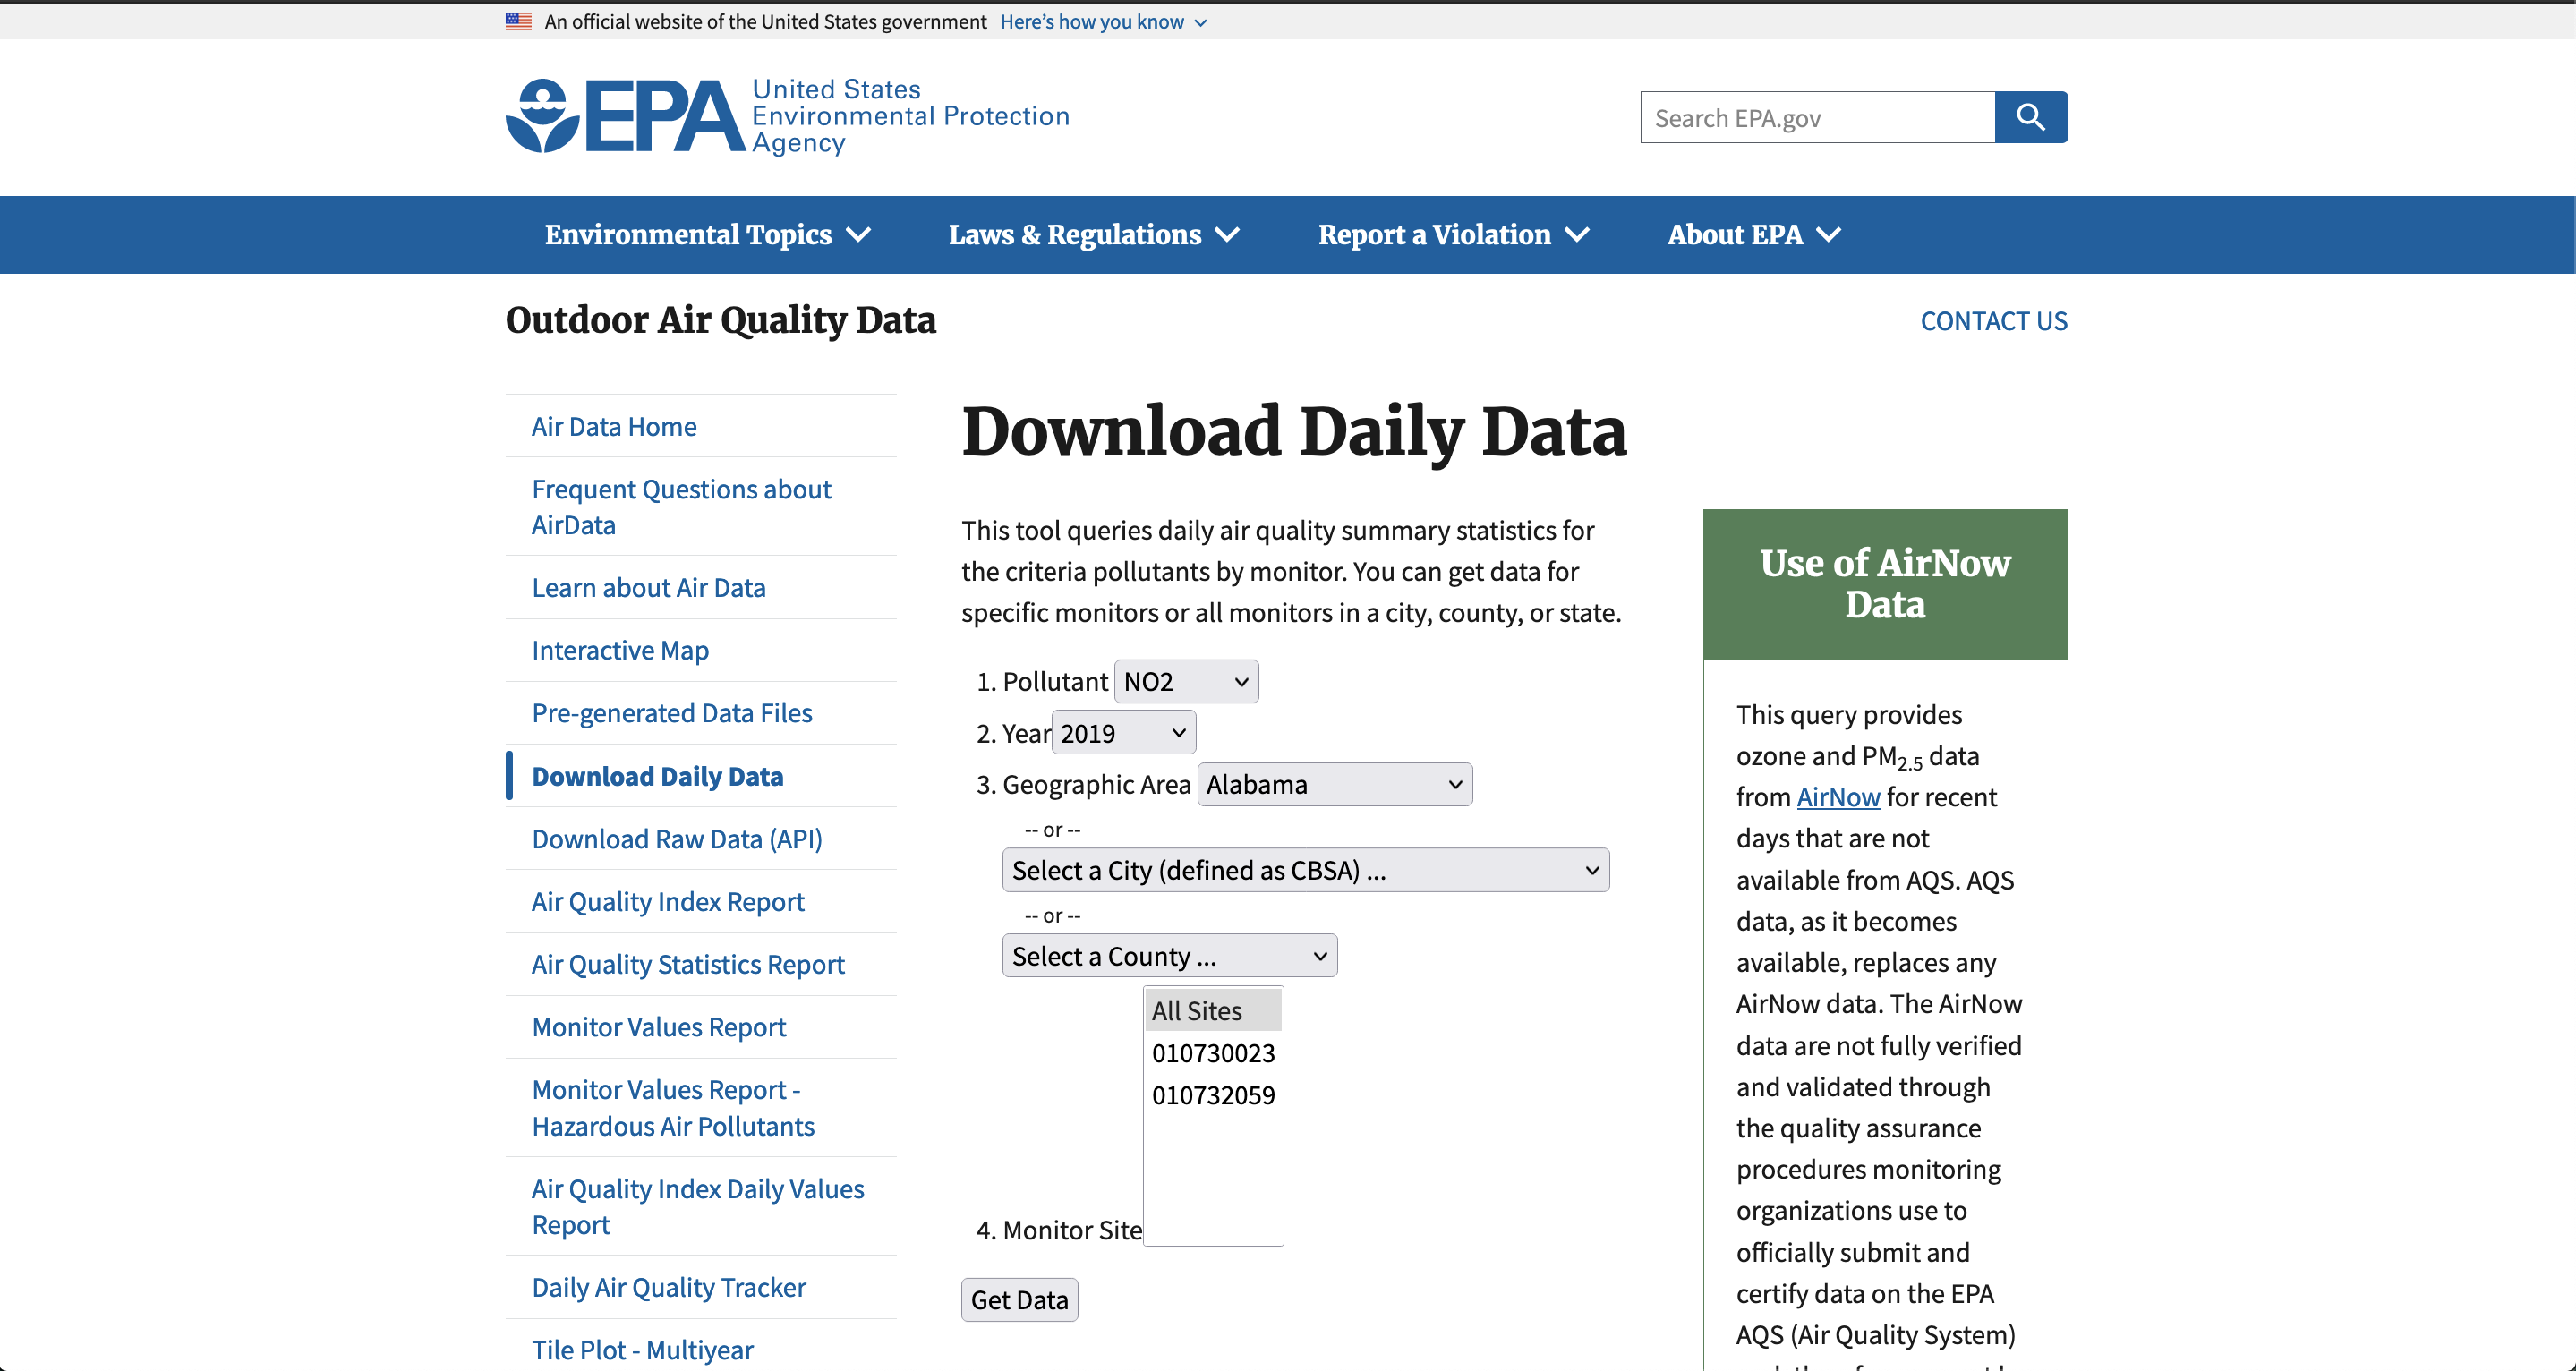 An official website of the United States government Here's how you know
EPA United States
Environmental Protection
Agency
Search EPA.gov
Environmental Topics Laws & Regulations Report a Violation About EPA
Outdoor Air Quality Data
CONTACT US
Air Data Home
Frequent Questions about
AirData
Learn about Air Data
Interactive Map
Pre-generated Data Files
Download Daily Data
Download Raw Data (API)
Air Quality Index Report
Air Quality Statistics Report
Monitor Values Report
Monitor Values Report -
Hazardous Air Pollutants
Air Quality Index Daily Values
Report
Daily Air Quality Tracker
Tile Plot - Multiyear
Download Daily Data
This tool queries daily air quality summary statistics for
the criteria pollutants by monitor. You can get data for
specific monitors or all monitors in a city, county, or state.
1. Pollutant NO2
2. Year 2019
3. Geographic Area Alabama
-- or --
Select a City (defined as CBSA) ...
-- or --
Select a County ...
All Sites
010730023
010732059
4. Monitor Site
Get Data
Use of AirNow
Data
This query provides
ozone and PM2.5 data
from AirNow for recent
days that are not
available from AQS. AQS
data, as it becomes
available, replaces any
AirNow data. The AirNow
data are not fully verified
and validated through
the quality assurance
procedures monitoring
organizations use to
officially submit and
certify data on the EPA
AQS (Air Quality System)